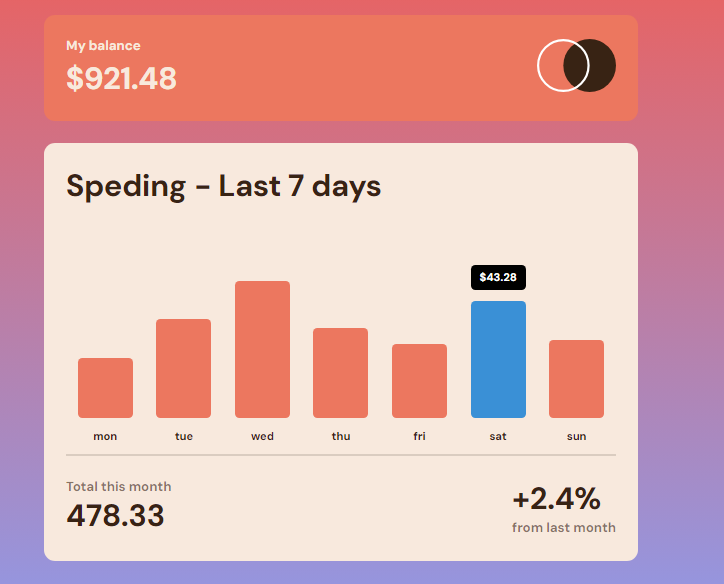 My balance
$921.48
Speding – Last 7 days
$43.28
mon tue wed thu fri sat sun
Total this month
478.33
+2.4%
from last month